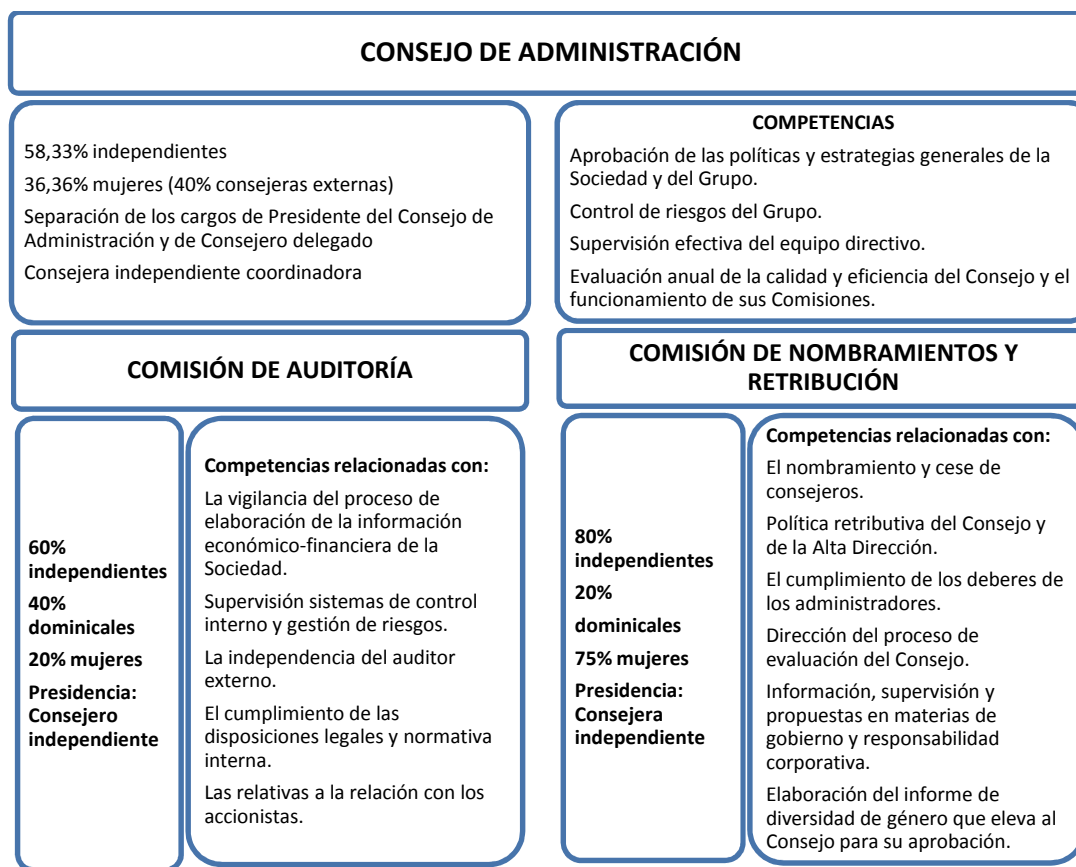 CONSEJO DE ADMINISTRACIÓN
58,33% independientes
36,36% mujeres (40% consejeras externas)
Separación de los cargos de Presidente del Consejo de
Administración y de Consejero delegado
Consejera independiente coordinadora
COMPETENCIAS
Aprobación de las políticas y estrategias generales de la
Sociedad y del Grupo.
Control de riesgos del Grupo.
Supervisión efectiva del equipo directivo.
Evaluación anual de la calidad y eficiencia del Consejo y el
funcionamiento de sus Comisiones.
COMISIÓN DE AUDITORÍA
60%
independientes
40%
dominicales
20% mujeres
Presidencia:
Consejero
independiente
Competencias relacionadas con:
La vigilancia del proceso de
elaboración de la información
económico-financiera de la
Sociedad.
Supervisión sistemas de control
interno y gestión de riesgos.
La independencia del auditor
externo.
El cumplimiento de las
disposiciones legales y normativa
interna.
Las relativas a la relación con los
accionistas.
COMISIÓN DE NOMBRAMIENTOS Y
RETRIBUCIÓN
80%
independientes
20%
dominicales
75% mujeres
Presidencia:
Consejera
independiente
Competencias relacionadas con:
El nombramiento y cese de
consejeros.
Política retributiva del Consejo y
de la Alta Dirección.
El cumplimiento de los deberes de
los administradores.
Dirección del proceso de
evaluación del Consejo.
Información, supervisión y
propuestas en materias de
gobierno y responsabilidad
corporativa.
Elaboración del informe de
diversidad de género que eleva al
Consejo para su aprobación.